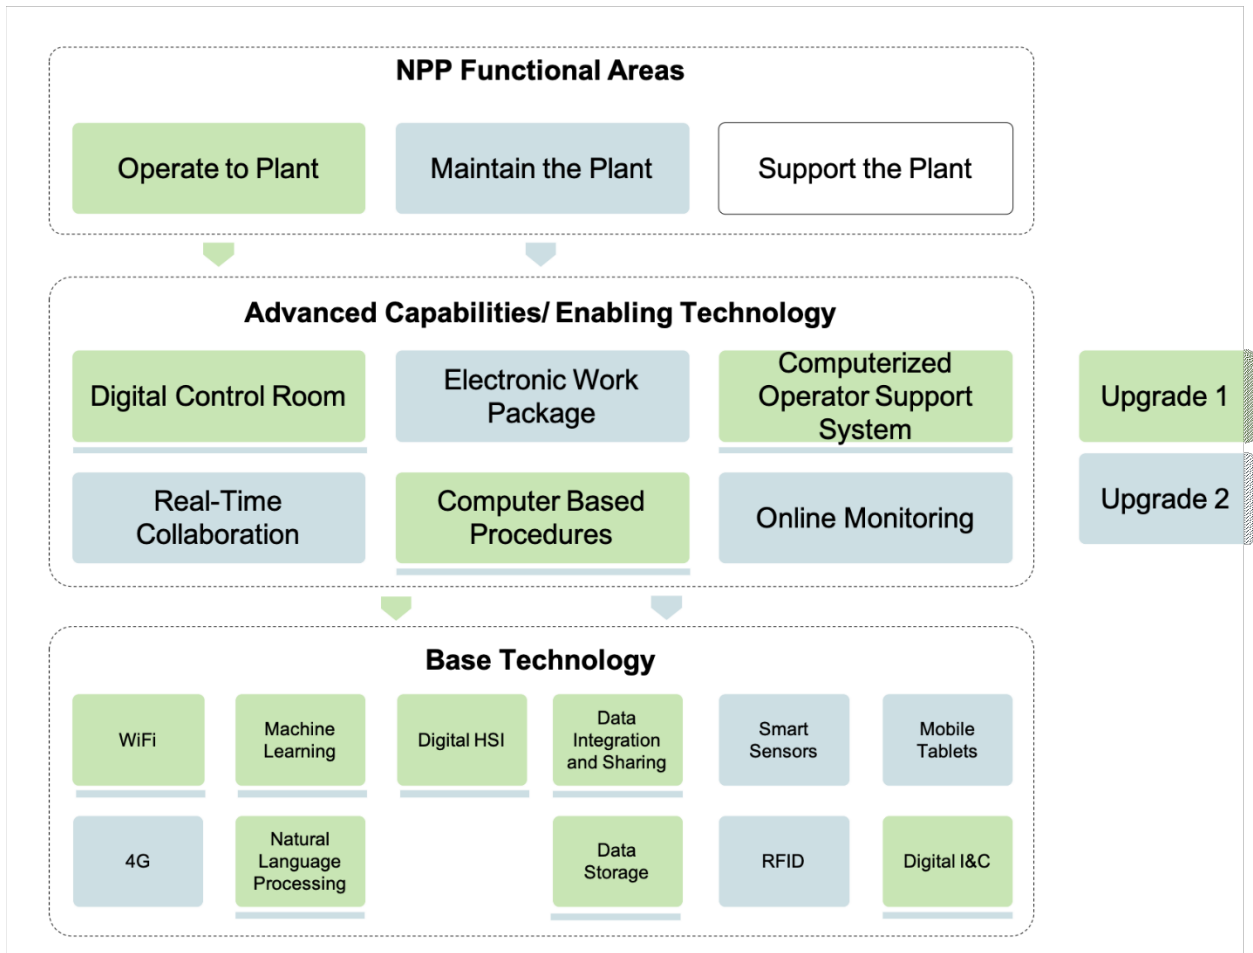 NPP Functional Areas
Operate to Plant
Maintain the Plant
Support the Plant
Advanced Capabilities/ Enabling Technology
Digital Control Room
Electronic Work
Package
Computerized
Operator Support
System
Upgrade 1
Real-Time
Collaboration
Computer Based
Procedures
Online Monitoring
Upgrade 2
Base Technology
WiFi
Machine
Learning
Digital HSI
Data
Integration
and Sharing
Smart
Sensors
Mobile
Tablets
4G
Natural
Language
Processing
Data
Storage
RFID
Digital I&C